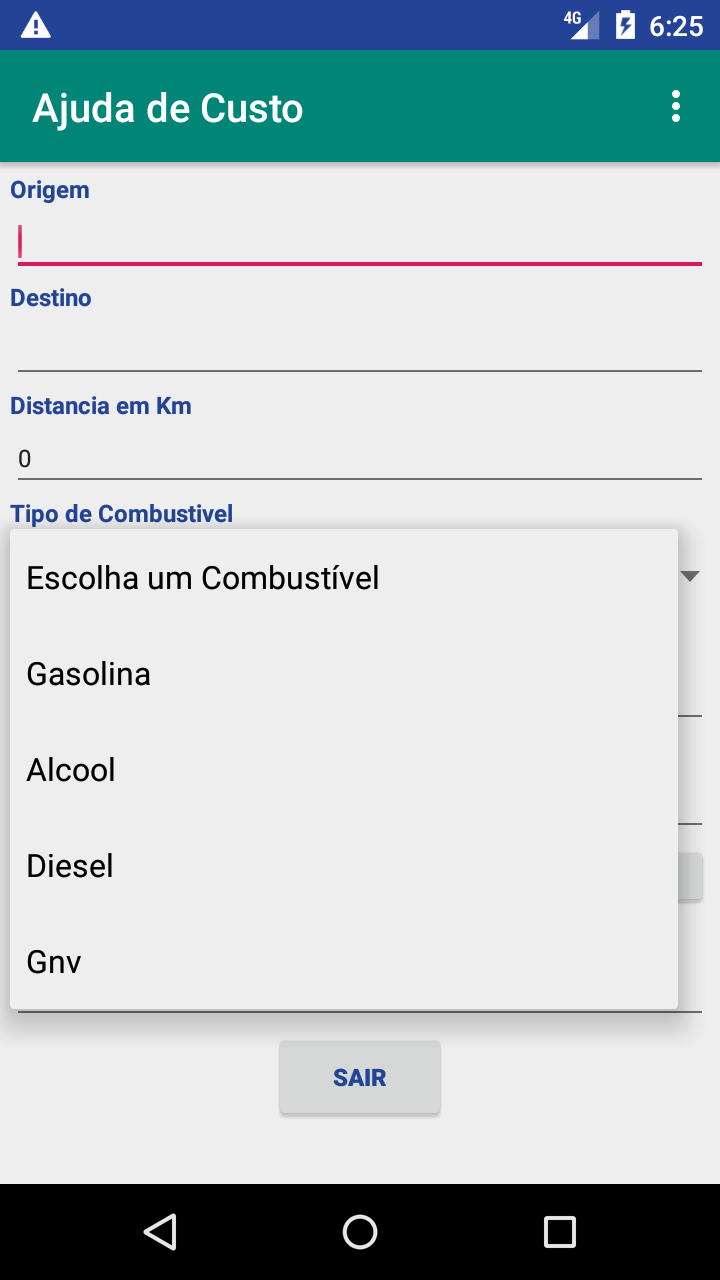 4G 6:25
Ajuda de Custo
Origem
Destino
Distancia em Km
0
Tipo de Combustivel
Escolha um Combustível
Gasolina
Alcool
Diesel
Gnv
SAIR